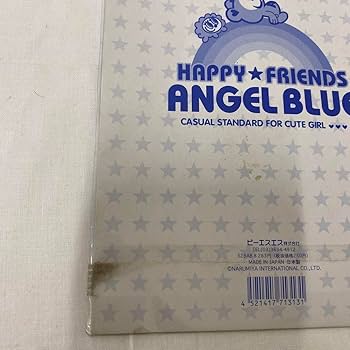 HAPPY★FRIENDS
ANGEL BLUE
CASUAL STANDARD FOR CUTE GIRL ♥♥♥
ピーエスエス株式会社
MADE IN JAPAN 日本製
©NARUMIYA INTERNATIONAL CO.,LTD.
4 521417 713131